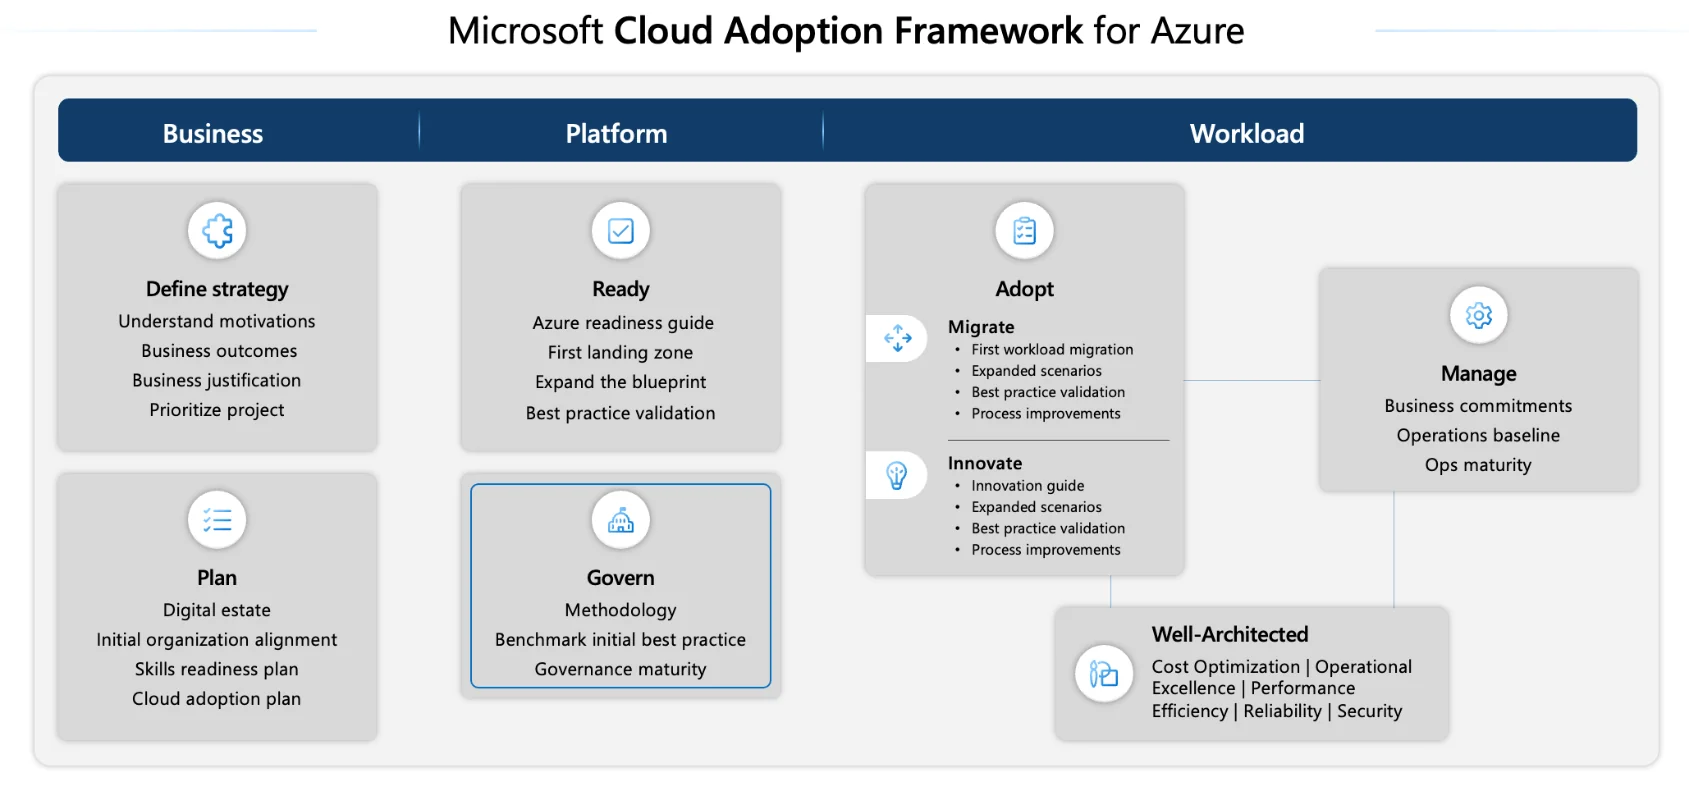 Microsoft Cloud Adoption Framework for Azure
Business
Platform
Workload
Define strategy
Understand motivations
Business outcomes
Business justification
Prioritize project
Plan
Digital estate
Initial organization alignment
Skills readiness plan
Cloud adoption plan
Ready
Azure readiness guide
First landing zone
Expand the blueprint
Best practice validation
Govern
Methodology
Benchmark initial best practice
Governance maturity
Adopt
Migrate
• First workload migration
• Expanded scenarios
• Best practice validation
• Process improvements
Innovate
• Innovation guide
• Expanded scenarios
• Best practice validation
• Process improvements
Manage
Business commitments
Operations baseline
Ops maturity
Well-Architected
Cost Optimization | Operational
Excellence | Performance
Efficiency | Reliability | Security